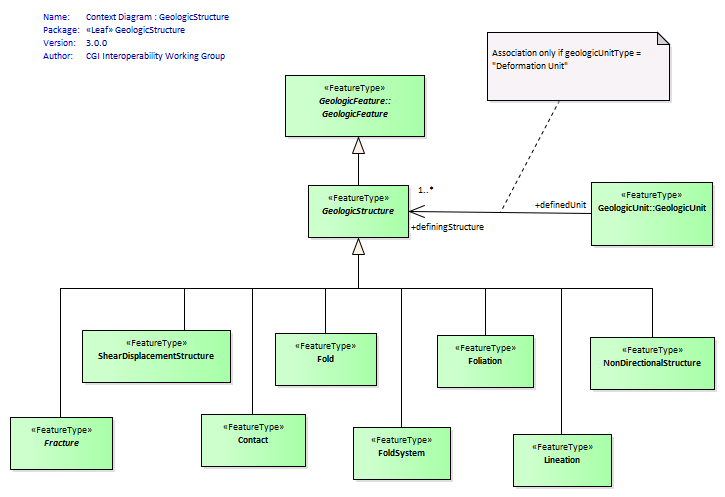 Name: Context Diagram : GeologicStructure
Package: «Leaf» GeologicStructure
Version: 3.0.0
Author: CGI Interoperability Working Group
Association only if geologicUnitType =
"Deformation Unit"
«FeatureType»
GeologicFeature::
GeologicFeature
«FeatureType»
GeologicStructure
1..*
+definingStructure
+definedUnit
«FeatureType»
GeologicUnit::GeologicUnit
«FeatureType»
ShearDisplacementStructure
«FeatureType»
Fold
«FeatureType»
Foliation
«FeatureType»
NonDirectionalStructure
«FeatureType»
Fracture
«FeatureType»
Contact
«FeatureType»
FoldSystem
«FeatureType»
Lineation